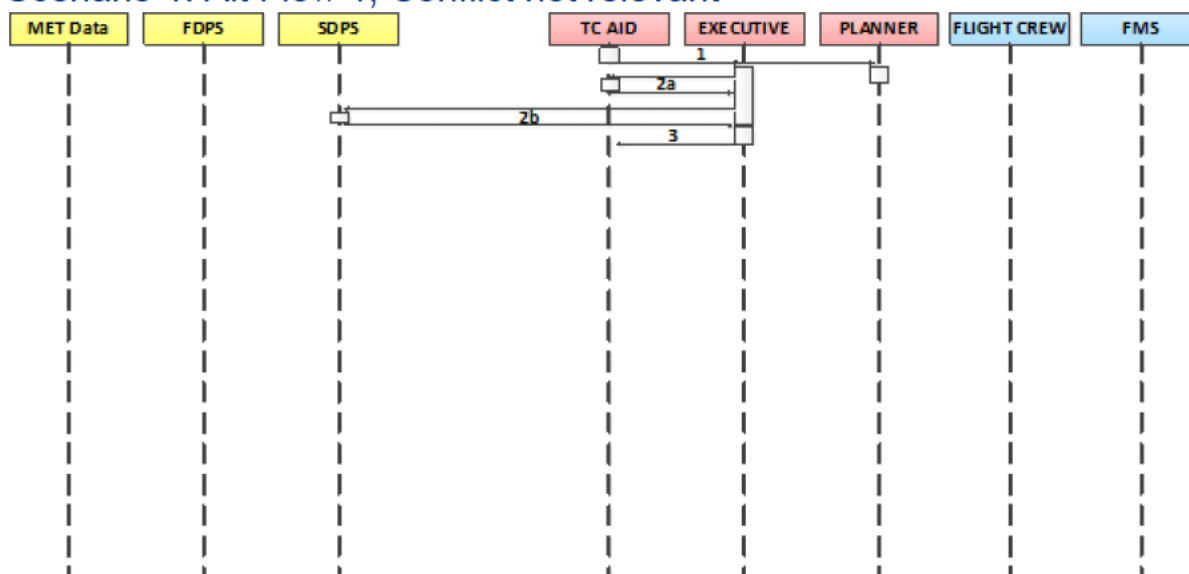 MET Data
FDPS
SDPS
TC AID
EXECUTIVE
PLANNER
FLIGHT CREW
FMS
1
2a
2b
3